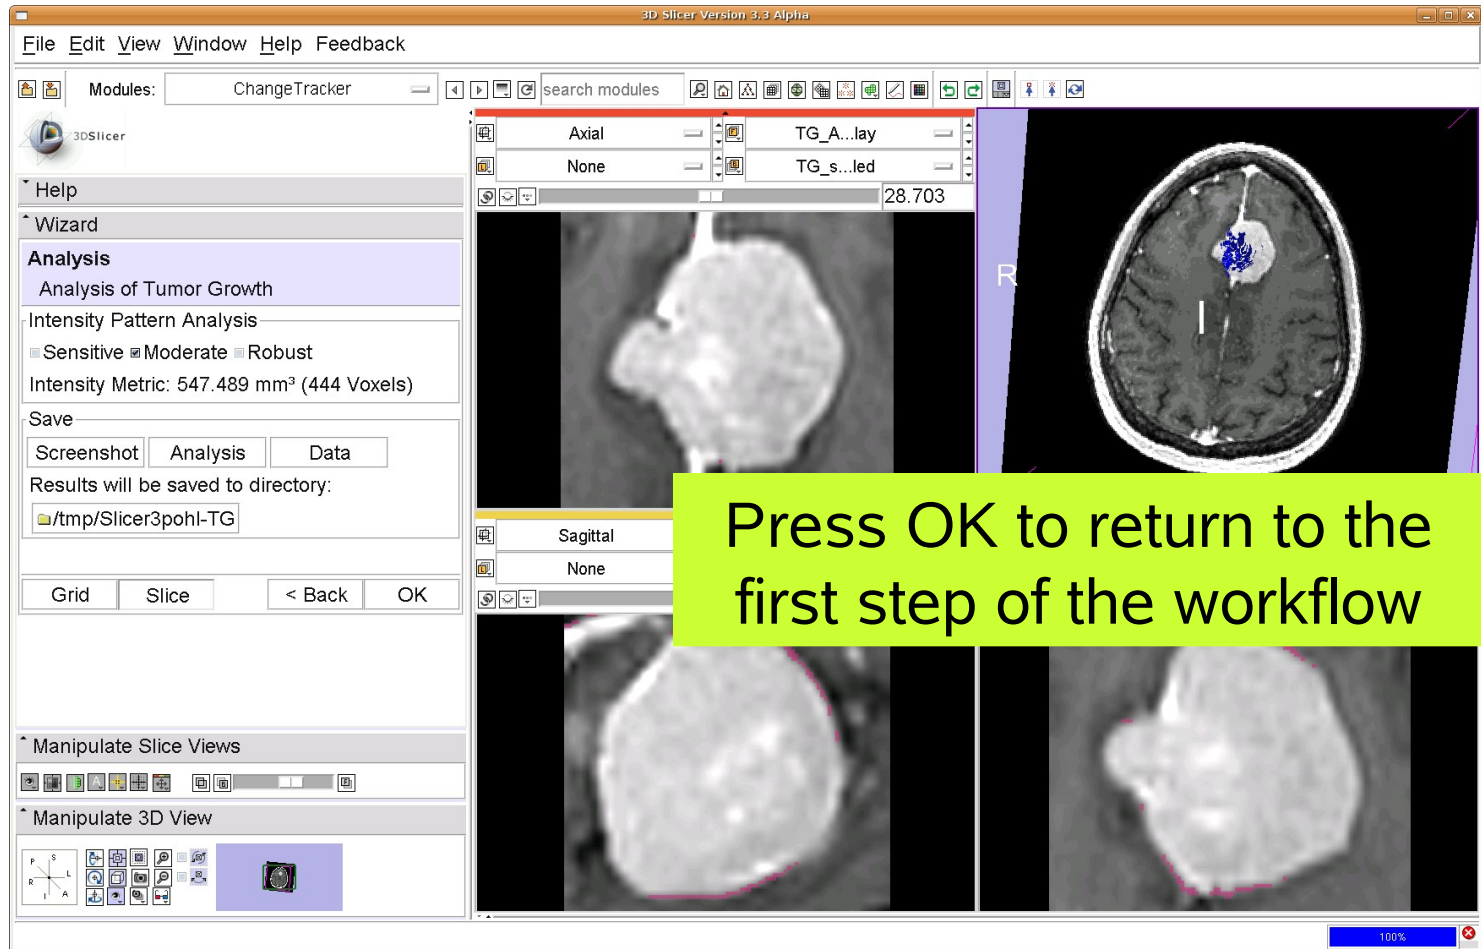 3D Slicer Version 3.3 Alpha
File Edit View Window Help Feedback
Modules: ChangeTracker search modules
3DSlicer
Help
Wizard
Analysis
Analysis of Tumor Growth
Intensity Pattern Analysis
Sensitive Moderate Robust
Intensity Metric: 547.489 mm³ (444 Voxels)
Save
Screenshot Analysis Data
Results will be saved to directory:
/tmp/Slicer3pohl-TG
Grid Slice < Back OK
Manipulate Slice Views
Manipulate 3D View
P S
R L
I A
Axial TG_A...lay
None TG_s...led
28.703
R
I
Sagittal
None
Press OK to return to the
first step of the workflow
100%